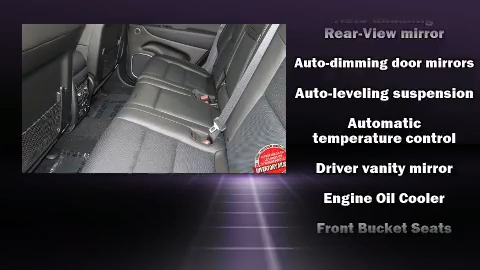 Rear-View mirror
Auto-dimming door mirrors
Auto-leveling suspension
Automatic
temperature control
Driver vanity mirror
Engine Oil Cooler
Front Bucket Seats